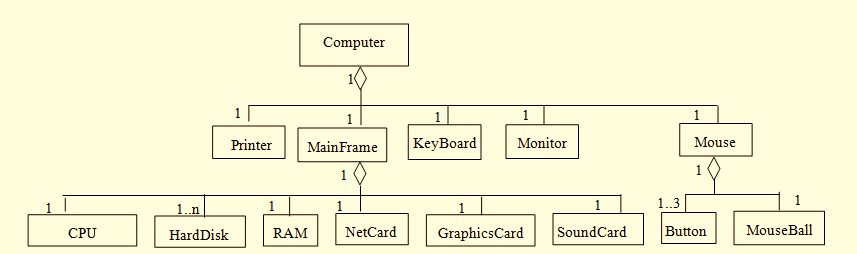 Computer
1
1 1 1 1 1
Printer MainFrame KeyBoard Monitor Mouse
1 1
1 1..n 1 1 1 1 1..3 1
CPU HardDisk RAM NetCard GraphicsCard SoundCard Button MouseBall